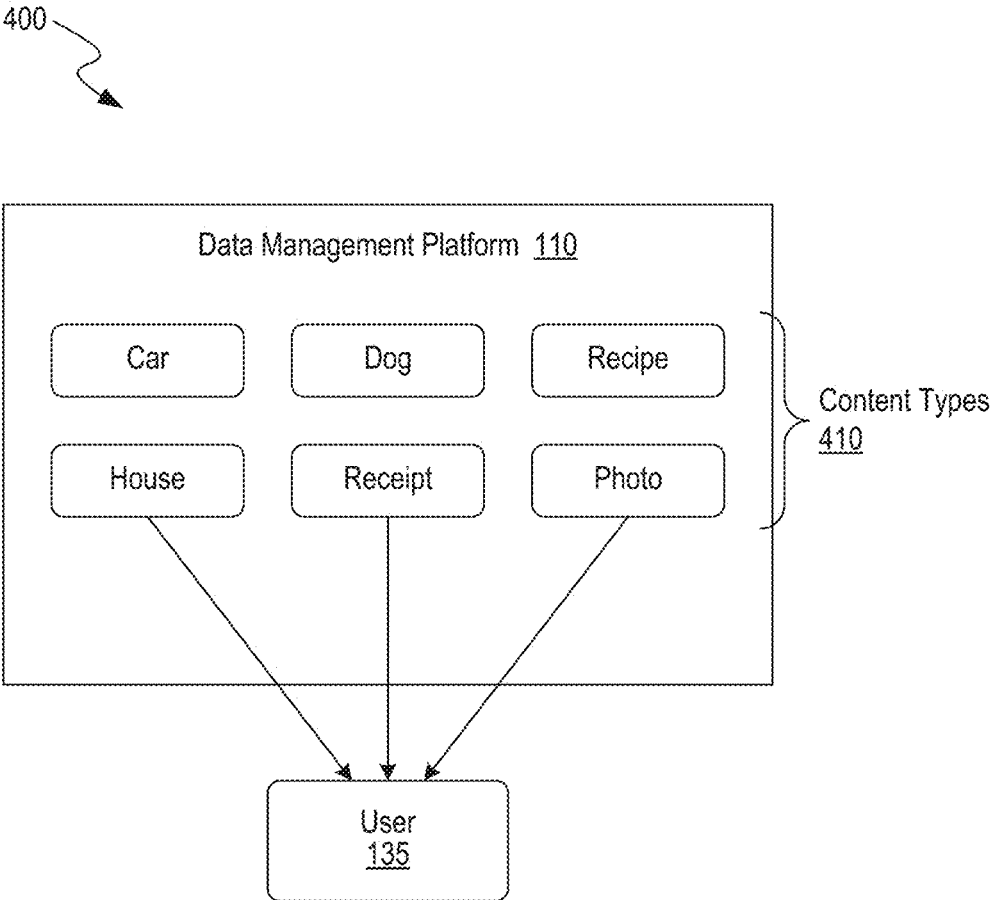 400
Data Management Platform 110
Car
Dog
Recipe
House
Receipt
Photo
Content Types
410
User
135